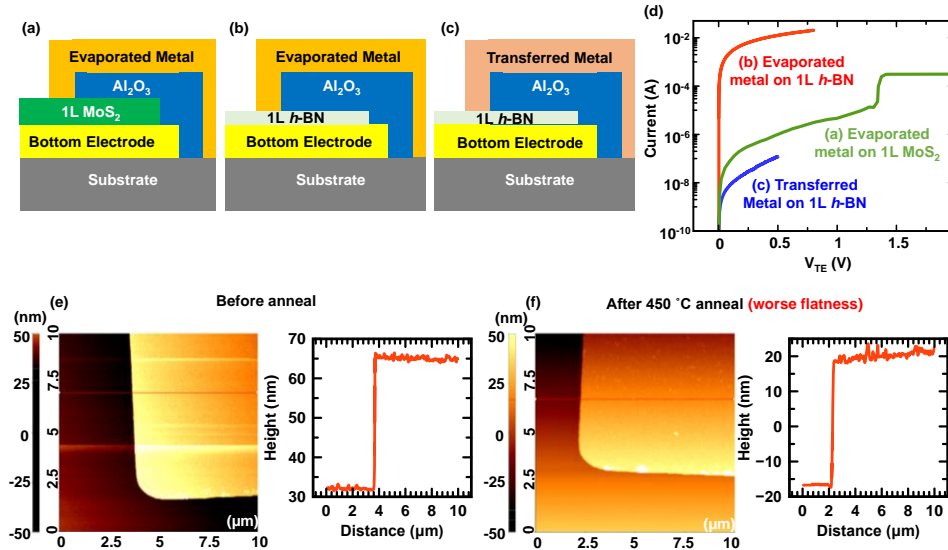 (a)
Evaporated Metal
Al₂O₃
1L MoS₂
Bottom Electrode
Substrate
(b)
Evaporated Metal
Al₂O₃
1L h-BN
Bottom Electrode
Substrate
(c)
Transferred Metal
Al₂O₃
1L h-BN
Bottom Electrode
Substrate
(d)
Current (A)
10⁻²
10⁻⁴
10⁻⁶
10⁻⁸
10⁻¹⁰
(b) Evaporated
metal on 1L h-BN
(a) Evaporated
metal on 1L MoS₂
(c) Transferred
Metal on 1L h-BN
0 0.5 1 1.5
V_TE (V)
(e)
Before anneal
(nm)
50
25
0
-25
-50
10
7.5
5
2.5
0
(µm)
0 2.5 5 7.5 10
Height (nm)
70
60
50
40
30
0 2 4 6 8 10
Distance (µm)
(f)
After 450 ˚C anneal (worse flatness)
(nm)
50
25
0
-25
-50
10
7.5
5
2.5
0
(µm)
0 2.5 5 7.5 10
Height (nm)
20
10
0
−10
−20
0 2 4 6 8 10
Distance (µm)